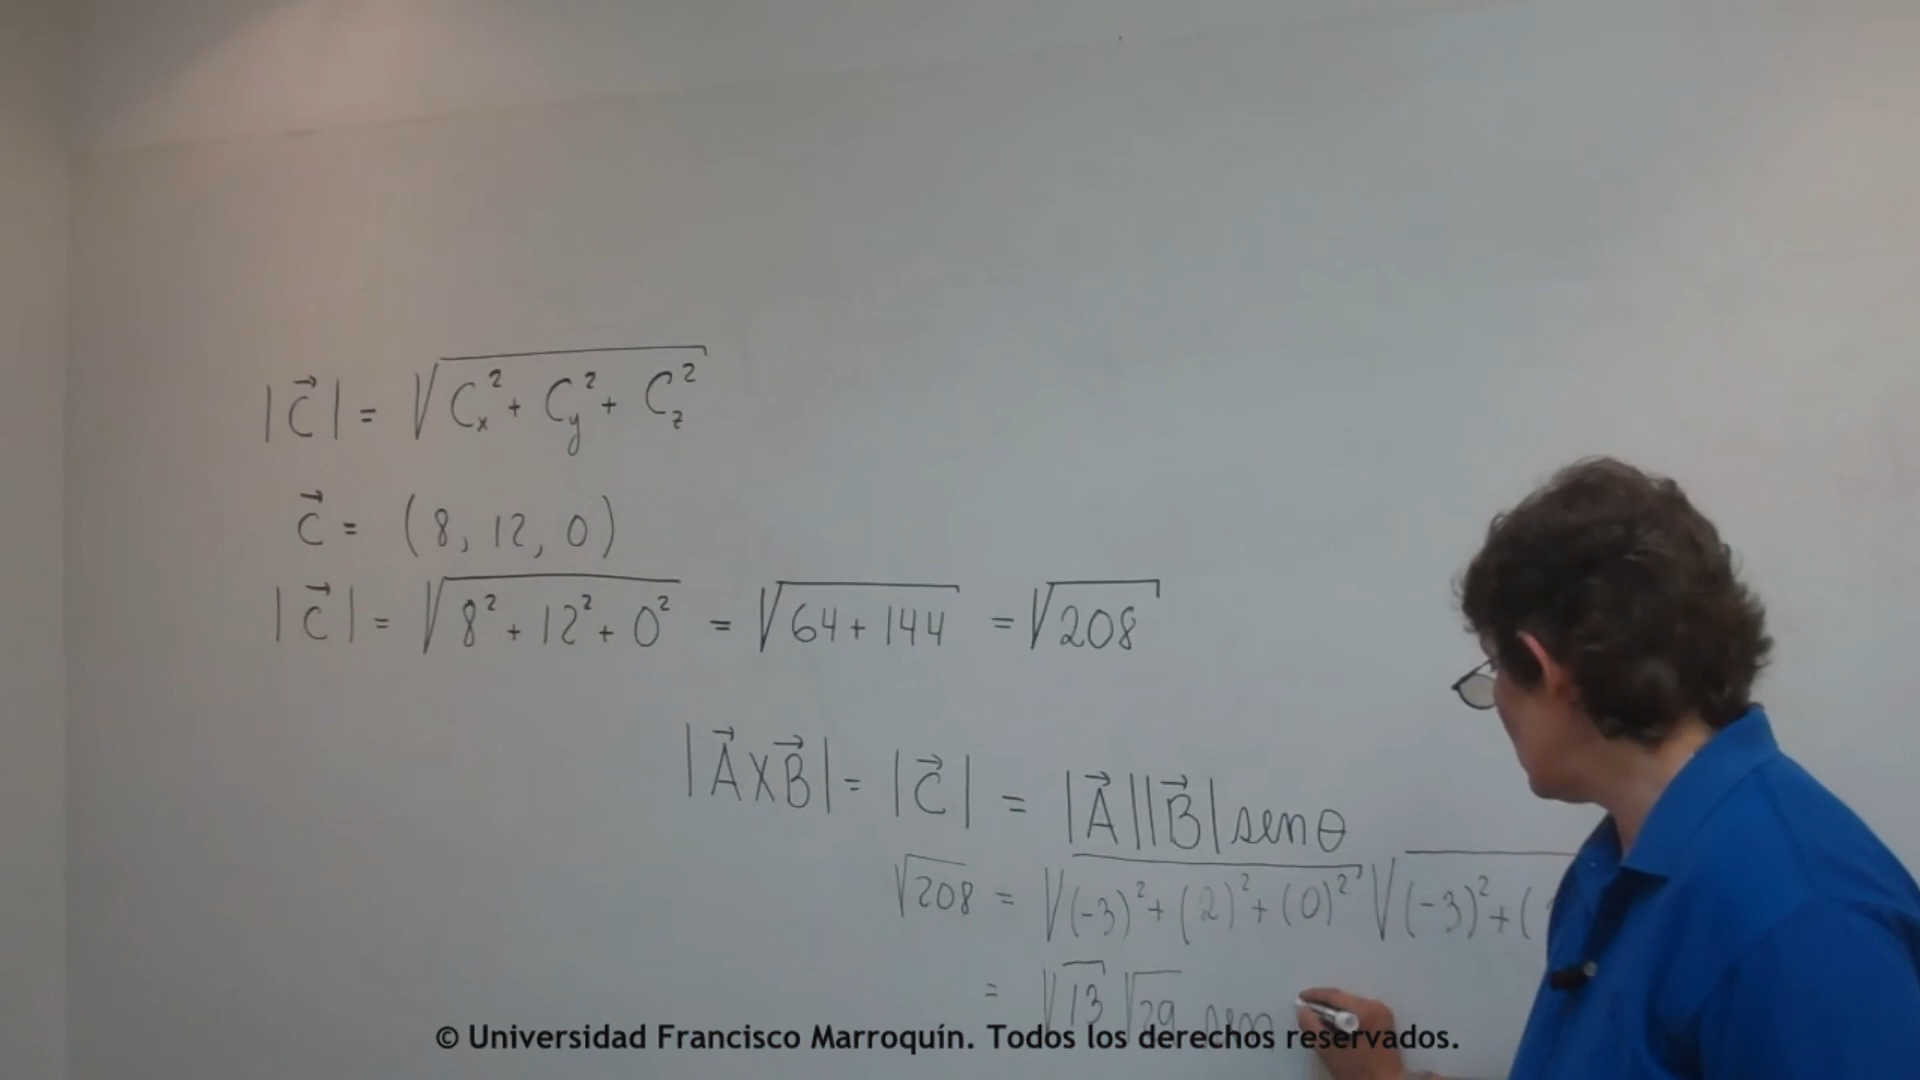 |C⃗| = √(Cx² + Cy² + Cz²)
C⃗ = (8, 12, 0)
|C⃗| = √(8² + 12² + 0²) = √(64 + 144) = √208
|A⃗ X B⃗| = |C⃗| = |A⃗||B⃗| sen θ
√208 = √((-3)² + (2)² + (0)²) √((-3)² + (
= √13 √29 sen
© Universidad Francisco Marroquín. Todos los derechos reservados.